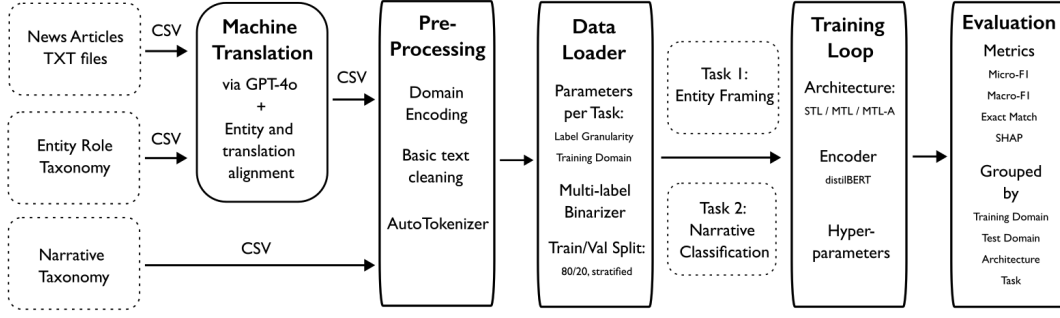 News Articles
TXT files
CSV
Entity Role
Taxonomy
CSV
Narrative
Taxonomy
CSV
Machine
Translation
via GPT-4o
+
Entity and
translation
alignment
CSV
Pre-
Processing
Domain
Encoding
Basic text
cleaning
AutoTokenizer
Data
Loader
Parameters
per Task:
Label Granularity
Training Domain
Multi-label
Binarizer
Train/Val Split:
80/20, stratified
Task 1:
Entity Framing
Task 2:
Narrative
Classification
Training
Loop
Architecture:
STL / MTL / MTL-A
Encoder
distilBERT
Hyper-
parameters
Evaluation
Metrics
Micro-F1
Macro-F1
Exact Match
SHAP
Grouped
by
Training Domain
Test Domain
Architecture
Task